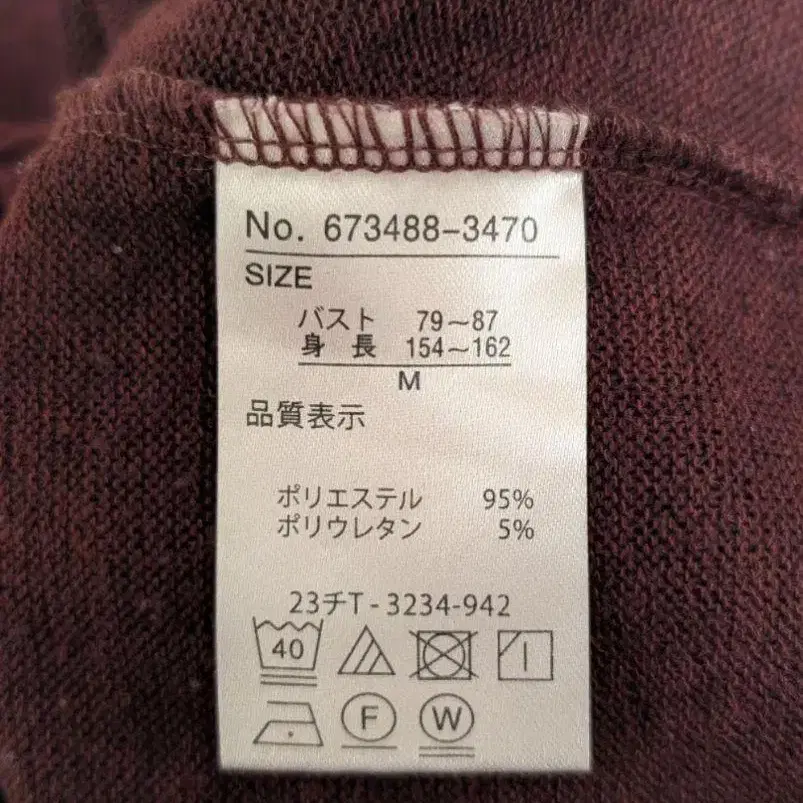 No. 673488-3470
SIZE
バスト 79~87
身 長 154~162
M
品質表示
ポリエステル 95%
ポリウレタン 5%
23チT-3234-942
40
F W